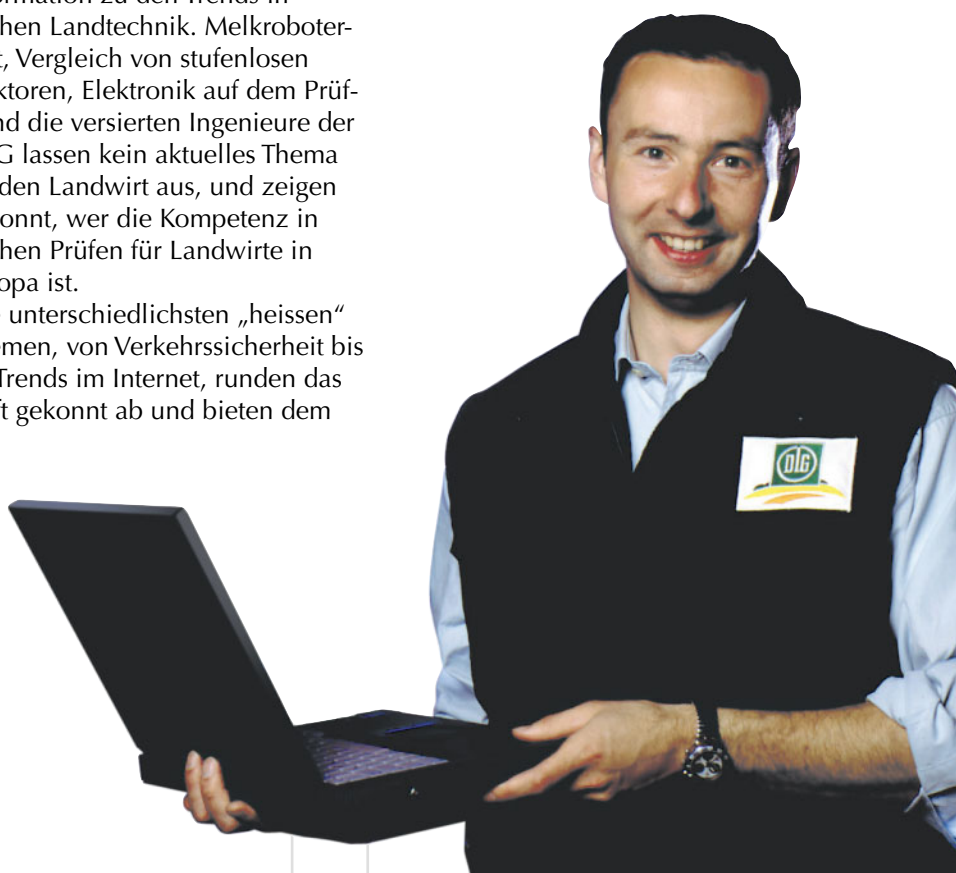 ormation zu den Trends in
chen Landtechnik. Melkroboter-
t, Vergleich von stufenlosen
ktoren, Elektronik auf dem Prüf-
nd die versierten Ingenieure der
G lassen kein aktuelles Thema
den Landwirt aus, und zeigen
onnt, wer die Kompetenz in
chen Prüfen für Landwirte in
opa ist.
e unterschiedlichsten „heissen“
emen, von Verkehrssicherheit bis
Trends im Internet, runden das
ft gekonnt ab und bieten dem
DLG